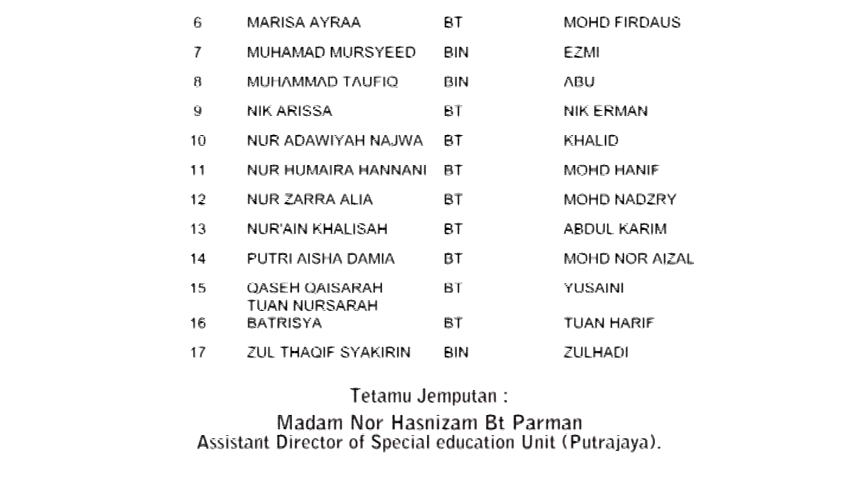 6 MARISA AYRAA BT MOHD FIRDAUS
7 MUHAMAD MURSYEED BIN EZMI
8 MUHAMMAD TAUFIQ BIN ABU
9 NIK ARISSA BT NIK ERMAN
10 NUR ADAWIYAH NAJWA BT KHALID
11 NUR HUMAIRA HANNANI BT MOHD HANIF
12 NUR ZARRA ALIA BT MOHD NADZRY
13 NUR'AIN KHALISAH BT ABDUL KARIM
14 PUTRI AISHA DAMIA BT MOHD NOR AIZAL
15 QASEH QAISARAH BT YUSAINI
TUAN NURSARAH
16 BATRISYA BT TUAN HARIF
17 ZUL THAQIF SYAKIRIN BIN ZULHADI
Tetamu Jemputan :
Madam Nor Hasnizam Bt Parman
Assistant Director of Special education Unit (Putrajaya).